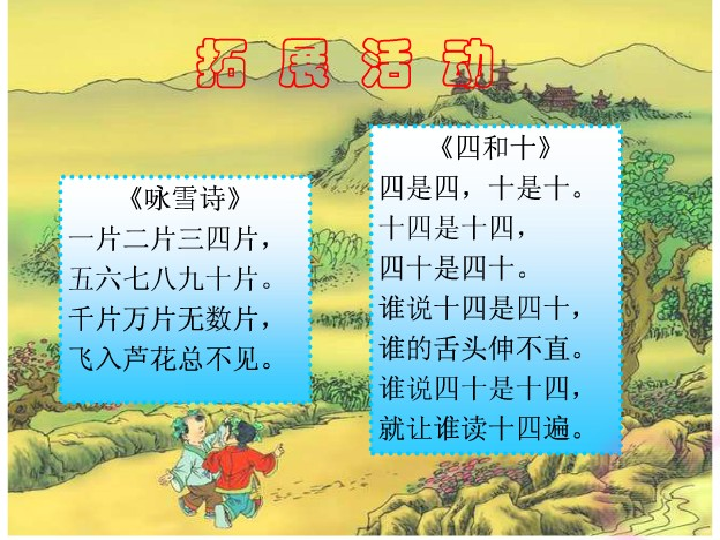 拓展活动
《咏雪诗》
一片二片三四片，
五六七八九十片。
千片万片无数片，
飞入芦花总不见。
《四和十》
四是四，十是十。
十四是十四，
四十是四十。
谁说十四是四十，
谁的舌头伸不直。
谁说四十是十四，
就让谁读十四遍。